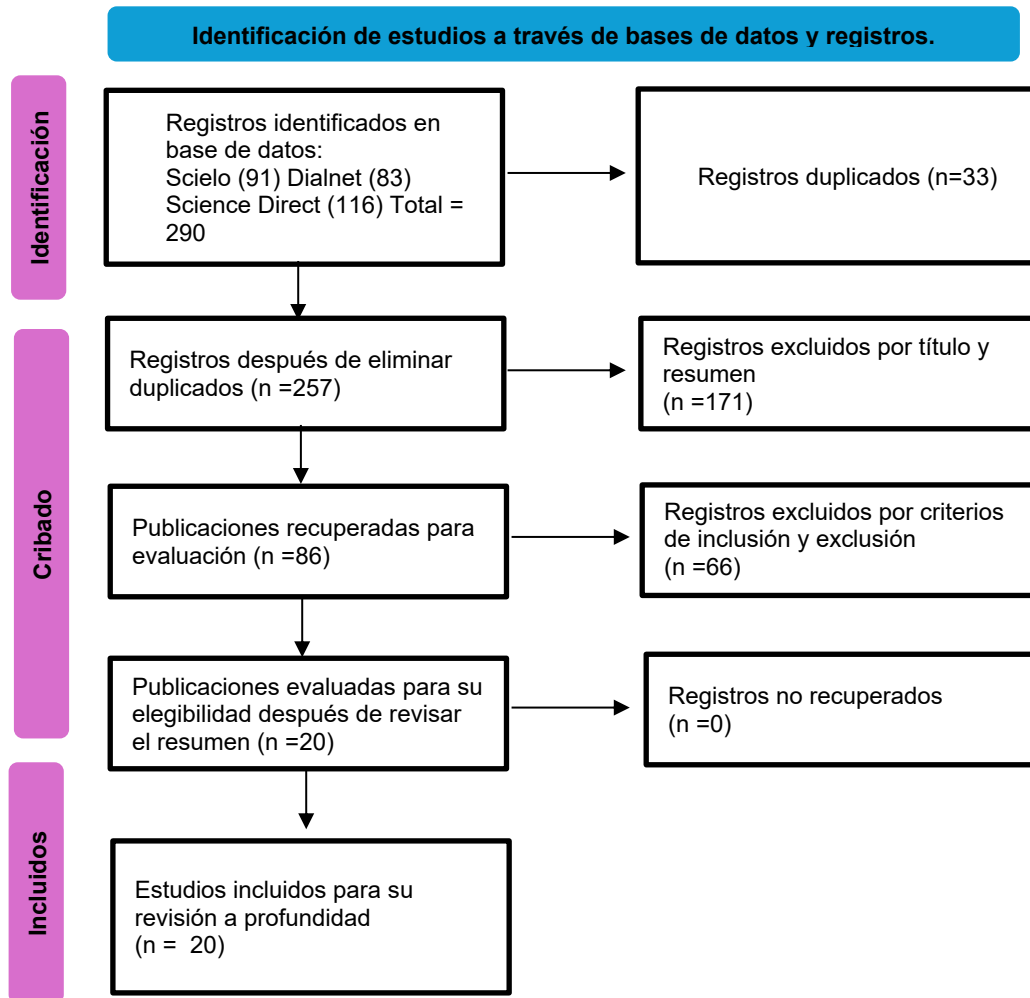 Identificación de estudios a través de bases de datos y registros.
Identificación
Registros identificados en
base de datos:
Scielo (91) Dialnet (83)
Science Direct (116) Total =
290
Registros duplicados (n=33)
Cribado
Registros después de eliminar
duplicados (n =257)
Registros excluidos por título y
resumen
(n =171)
Publicaciones recuperadas para
evaluación (n =86)
Registros excluidos por criterios
de inclusión y exclusión
(n =66)
Publicaciones evaluadas para su
elegibilidad después de revisar
el resumen (n =20)
Registros no recuperados
(n =0)
Incluidos
Estudios incluidos para su
revisión a profundidad
(n =  20)